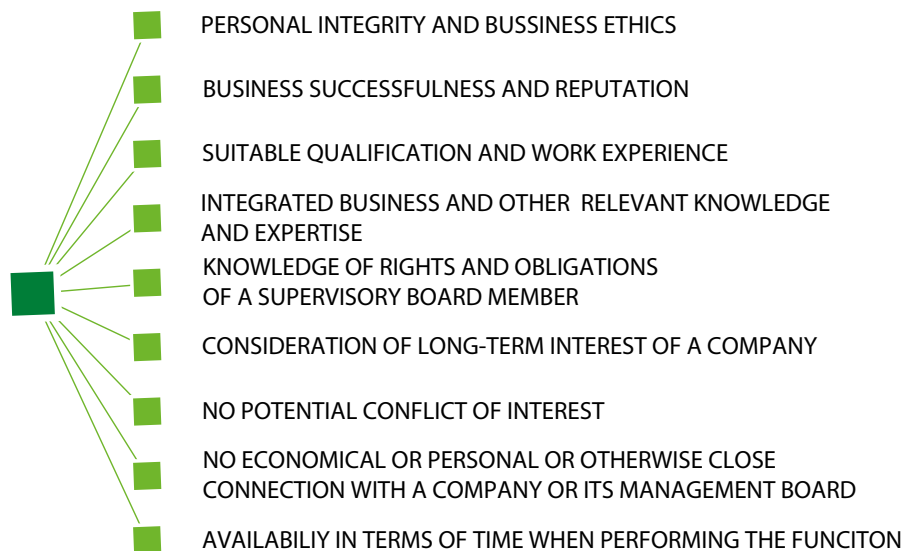 PERSONAL INTEGRITY AND BUSSINESS ETHICS
BUSINESS SUCCESSFULNESS AND REPUTATION
SUITABLE QUALIFICATION AND WORK EXPERIENCE
INTEGRATED BUSINESS AND OTHER RELEVANT KNOWLEDGE
AND EXPERTISE
KNOWLEDGE OF RIGHTS AND OBLIGATIONS
OF A SUPERVISORY BOARD MEMBER
CONSIDERATION OF LONG-TERM INTEREST OF A COMPANY
NO POTENTIAL CONFLICT OF INTEREST
NO ECONOMICAL OR PERSONAL OR OTHERWISE CLOSE
CONNECTION WITH A COMPANY OR ITS MANAGEMENT BOARD
AVAILABILIY IN TERMS OF TIME WHEN PERFORMING THE FUNCITON